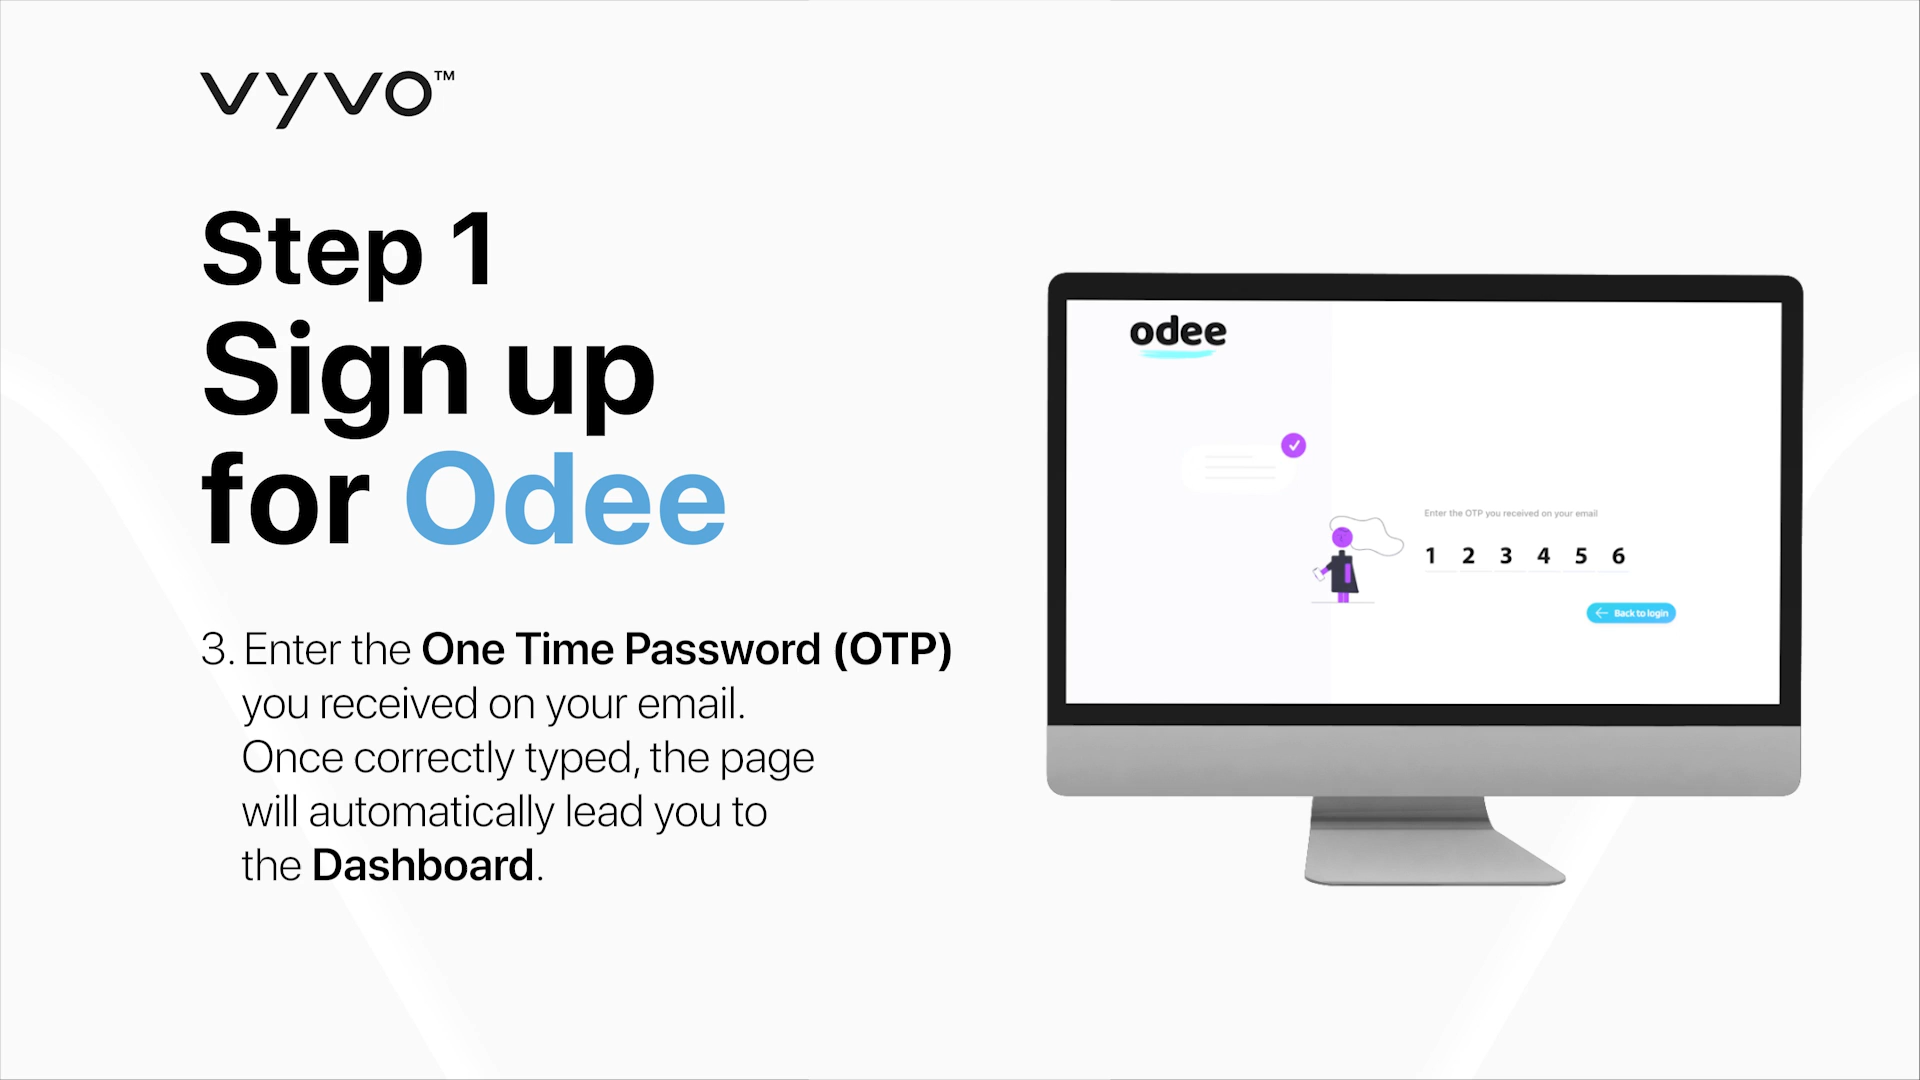 vyvo™
Step 1
Sign up
for Odee
3. Enter the One Time Password (OTP)
you received on your email.
Once correctly typed, the page
will automatically lead you to
the Dashboard.
odee
Enter the OTP you received on your email
1 2 3 4 5 6
← Back to login